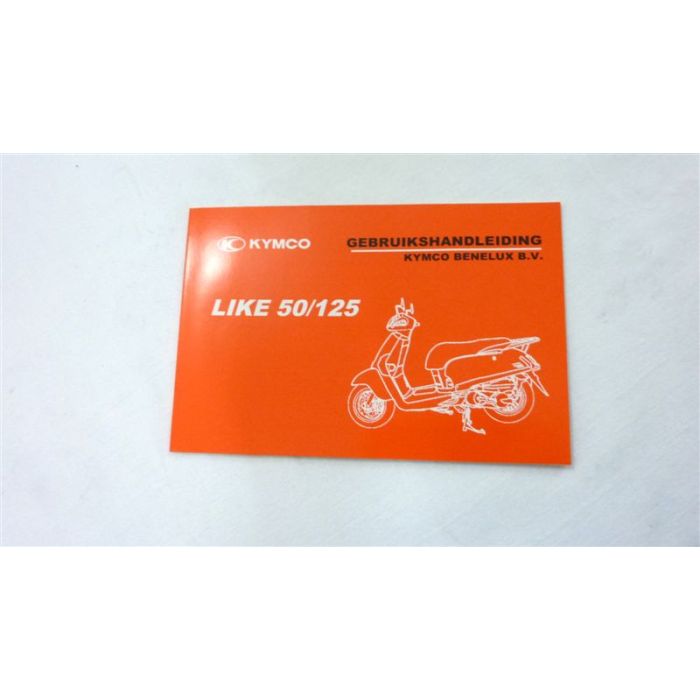 KYMCO
GEBRUIKSHANDLEIDING
KYMCO BENELUX B.V.
LIKE 50/125